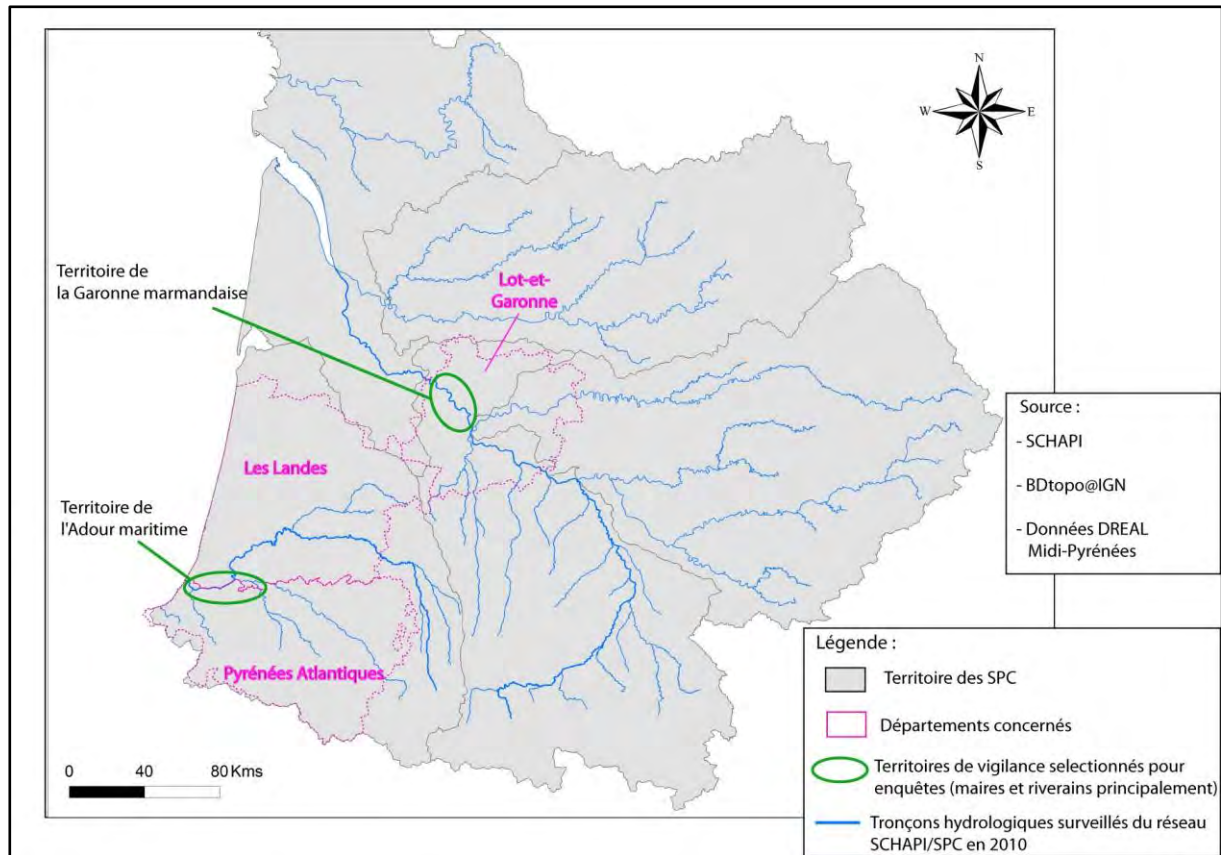 N
W
E
S
Territoire de
la Garonne marmandaise
Lot-et-
Garonne
Les Landes
Territoire de
l'Adour maritime
Pyrénées Atlantiques
0 40 80 Kms
Source :
- SCHAPI
- BDtopo@IGN
- Données DREAL
Midi-Pyrénées
Légende :
Territoire des SPC
Départements concernés
Territoires de vigilance selectionnés pour
enquêtes (maires et riverains principalement)
Tronçons hydrologiques surveillés du réseau
SCHAPI/SPC en 2010